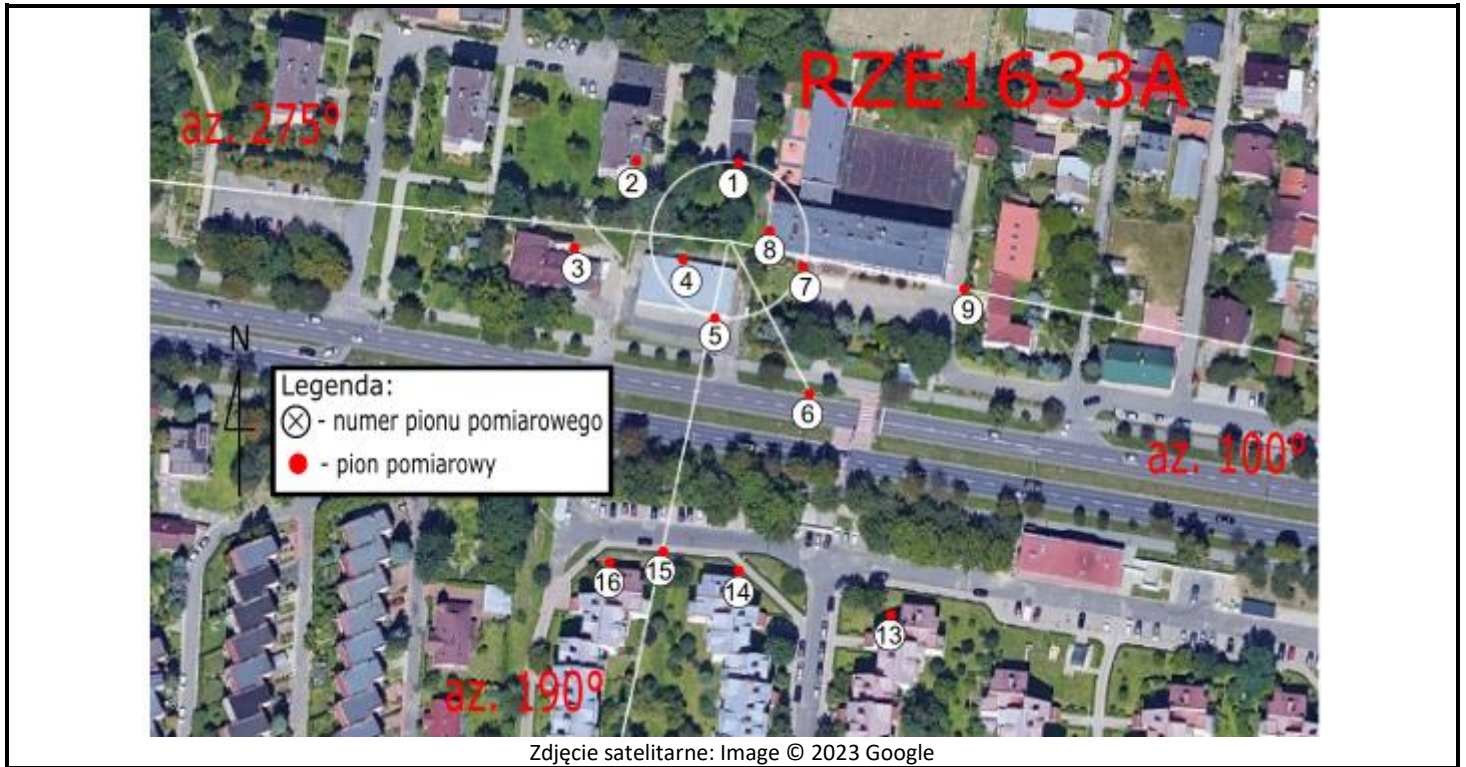 RZE1633A
az. 275°
1
2
8
3
4
7
9
5
N
Legenda:
- numer pionu pomiarowego
- pion pomiarowy
6
az. 100°
15
16
14
13
az. 190°
Zdjęcie satelitarne: Image © 2023 Google